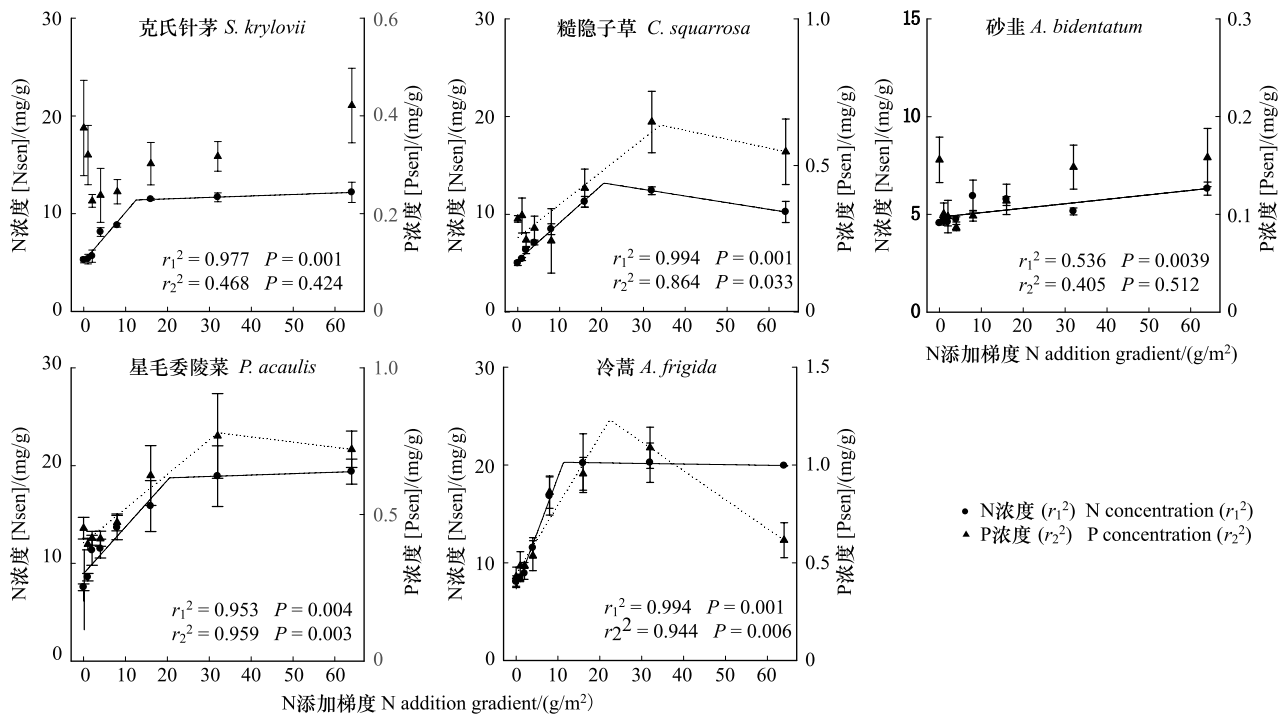 克氏针茅 S. krylovii
N浓度 [Nsen]/(mg/g)
P浓度 [Psen]/(mg/g)
30
20
10
0
0.6
0.4
0.2
0
r₁² = 0.977 P = 0.001
r₂² = 0.468 P = 0.424
0 10 20 30 40 50 60
糙隐子草 C. squarrosa
N浓度 [Nsen]/(mg/g)
P浓度 [Psen]/(mg/g)
30
20
10
0
1.0
0.5
0
r₁² = 0.994 P = 0.001
r₂² = 0.864 P = 0.033
0 10 20 30 40 50 60
砂韭 A. bidentatum
N浓度 [Nsen]/(mg/g)
P浓度 [Psen]/(mg/g)
15
10
5
0
0.3
0.2
0.1
0
r₁² = 0.536 P = 0.0039
r₂² = 0.405 P = 0.512
0 10 20 30 40 50 60
N添加梯度 N addition gradient/(g/m²)
星毛委陵菜 P. acaulis
N浓度 [Nsen]/(mg/g)
P浓度 [Psen]/(mg/g)
30
20
10
0
1.0
0.5
0
r₁² = 0.953 P = 0.004
r₂² = 0.959 P = 0.003
0 10 20 30 40 50 60
冷蒿 A. frigida
N浓度 [Nsen]/(mg/g)
P浓度 [Psen]/(mg/g)
30
20
10
0
1.5
1.0
0.5
0
r₁² = 0.994 P = 0.001
r2² = 0.944 P = 0.006
0 10 20 30 40 50 60
N添加梯度 N addition gradient/(g/m²)
N浓度 (r₁²) N concentration (r₁²)
P浓度 (r₂²) P concentration (r₂²)